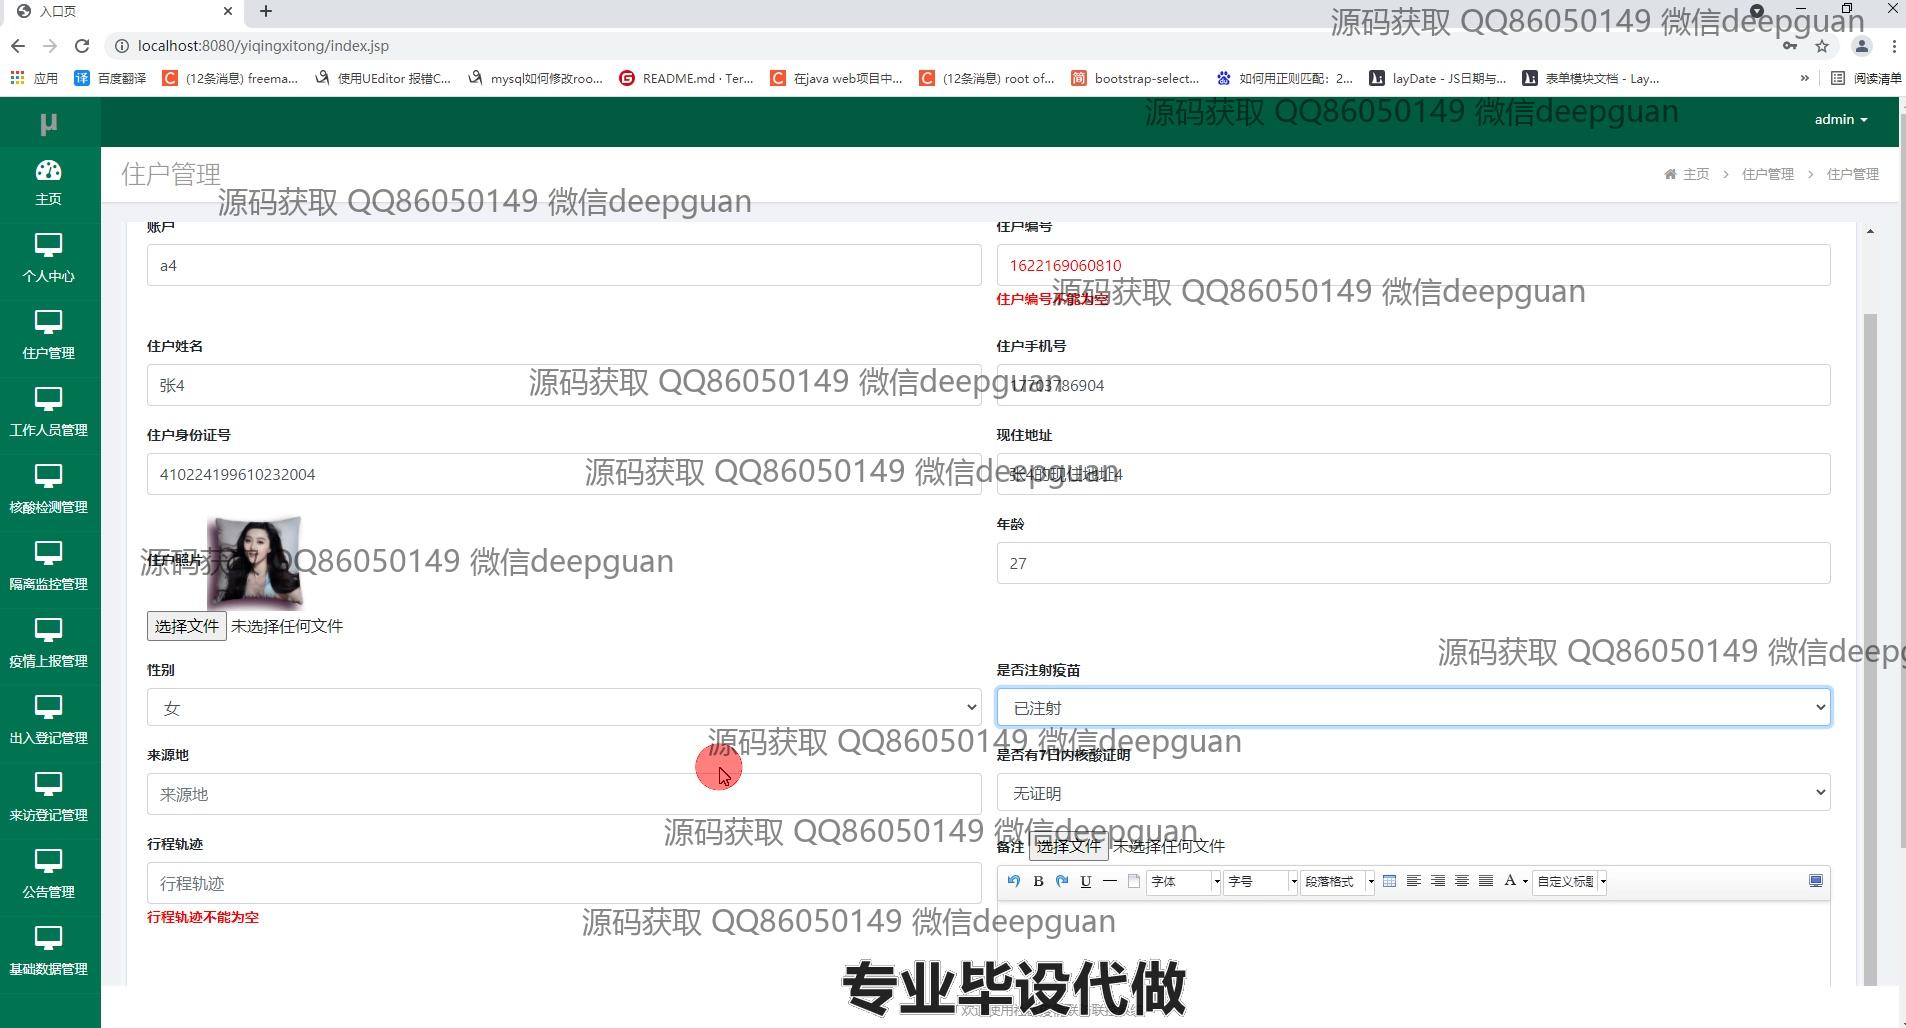 入口页
源码获取 QQ86050149 微信deepguan
localhost:8080/yiqingxitong/index.jsp
应用
百度翻译
(12条消息) freema...
使用UEditor 报错C...
mysql如何修改roo...
README.md · Ter...
在java web项目中...
(12条消息) root of...
bootstrap-select...
如何用正则匹配：2...
layDate - JS日期与...
表单模块文档 - Lay...
»
阅读清单
µ
源码获取 QQ86050149 微信deepguan
admin
主页
住户管理
主页 > 住户管理 > 住户管理
源码获取 QQ86050149 微信deepguan
账户
住户编号
个人中心
a4
1622169060810
源码获取 QQ86050149 微信deepguan
住户编号不能为空
住户管理
住户姓名
住户手机号
张4
17703786904
源码获取 QQ86050149 微信deepguan
工作人员管理
住户身份证号
现住地址
410224199610232004
张4的现住地址4
源码获取 QQ86050149 微信deepguan
核酸检测管理
年龄
住户照片
源码获取 QQ86050149 微信deepguan
27
隔离监控管理
选择文件 未选择任何文件
疫情上报管理
源码获取 QQ86050149 微信deepg
性别
是否注射疫苗
女
已注射
出入登记管理
源码获取 QQ86050149 微信deepguan
来源地
是否有7日内核酸证明
来源地
无证明
来访登记管理
源码获取 QQ86050149 微信deepguan
行程轨迹
备注 选择文件 未选择任何文件
行程轨迹
B U 字体 字号 段落格式 A 自定义标题
公告管理
行程轨迹不能为空
源码获取 QQ86050149 微信deepguan
基础数据管理
专业毕设代做